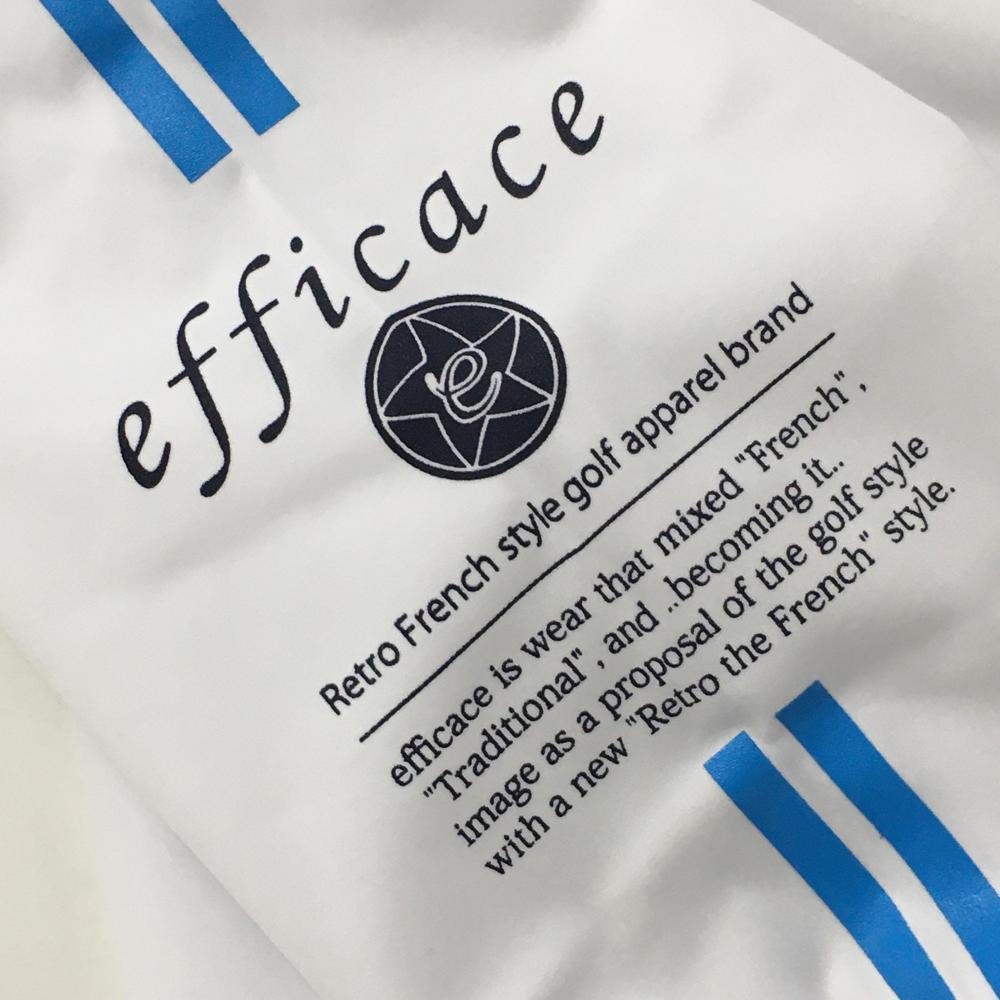 efficace
e
Retro French style golf apparel brand
efficace is wear that mixed "French" ,
"Traditional" , and ..becoming it..
image as a proposal of the golf style
with a new "Retro the French" style.